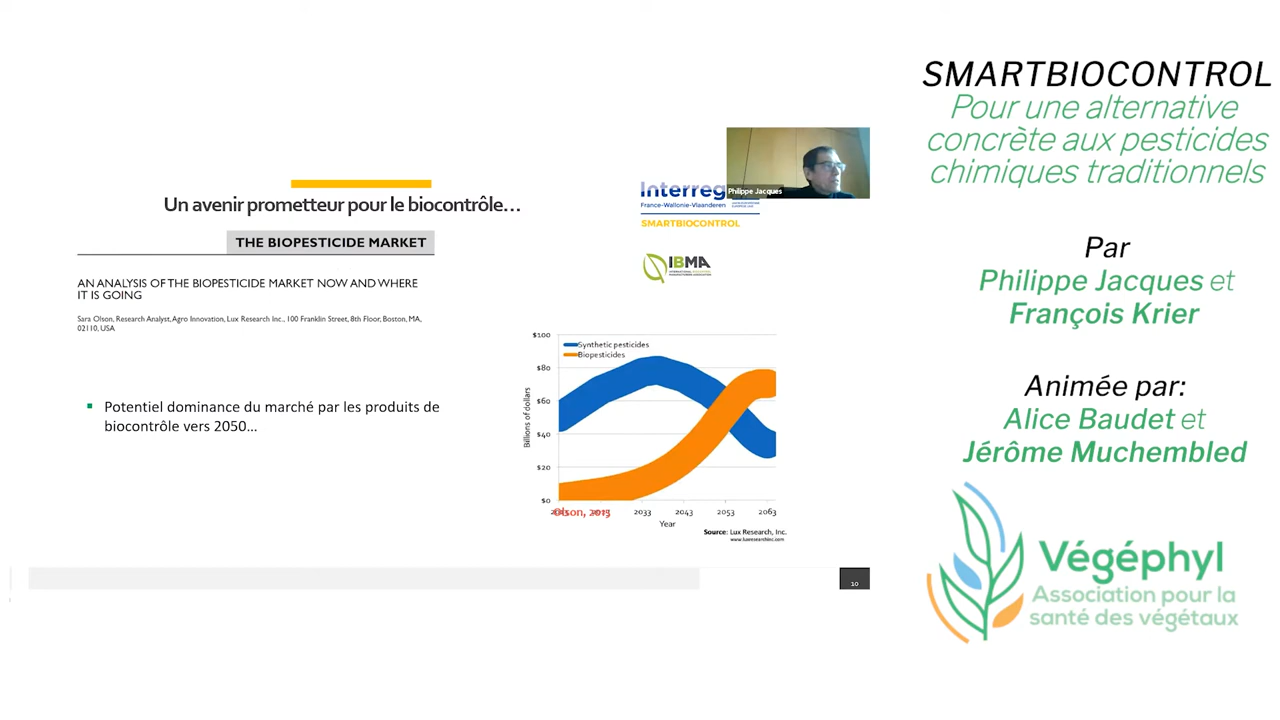 Un avenir prometteur pour le biocontrôle...
THE BIOPESTICIDE MARKET
AN ANALYSIS OF THE BIOPESTICIDE MARKET NOW AND WHERE
IT IS GOING
Sara Olson, Research Analyst, Agro Innovation, Lux Research Inc., 100 Franklin Street, 8th Floor, Boston, MA,
02110, USA
▪ Potentiel dominance du marché par les produits de
biocontrôle vers 2050...
Philippe Jacques
Interreg
France-Wallonie-Vlaanderen
SMARTBIOCONTROL
IBMA
$100
$80
$60
$40
$20
$0
Billions of dollars
Synthetic pesticides
Biopesticides
Olson, 2015
2033
2043
2053
2063
Year
Source: Lux Research, Inc.
www.luxresearchinc.com
10
SMARTBIOCONTROL
Pour une alternative
concrète aux pesticides
chimiques traditionnels
Par
Philippe Jacques et
François Krier
Animée par:
Alice Baudet et
Jérôme Muchembled
Végéphyl
Association pour la
santé des végétaux